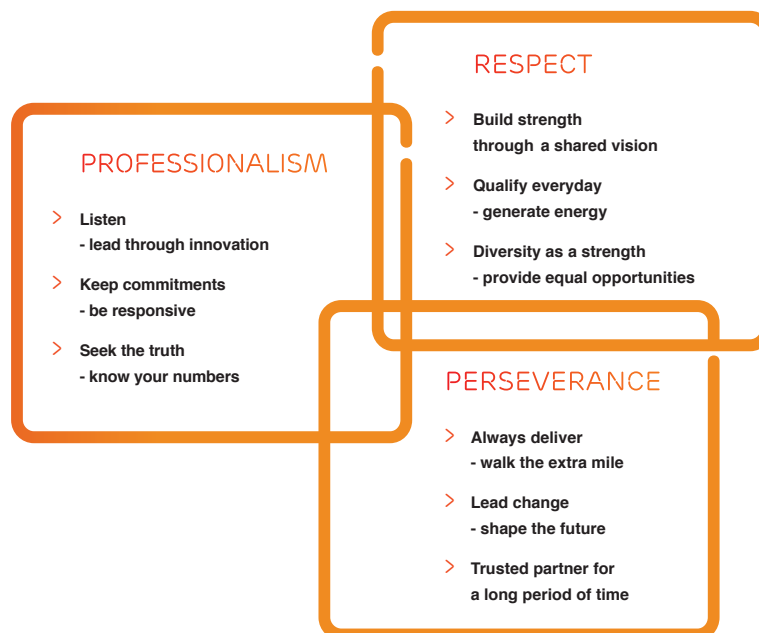 RESPECT
> Build strength
through a shared vision
> Qualify everyday
- generate energy
> Diversity as a strength
- provide equal opportunities
PROFESSIONALISM
> Listen
- lead through innovation
> Keep commitments
- be responsive
> Seek the truth
- know your numbers
PERSEVERANCE
> Always deliver
- walk the extra mile
> Lead change
- shape the future
> Trusted partner for
a long period of time